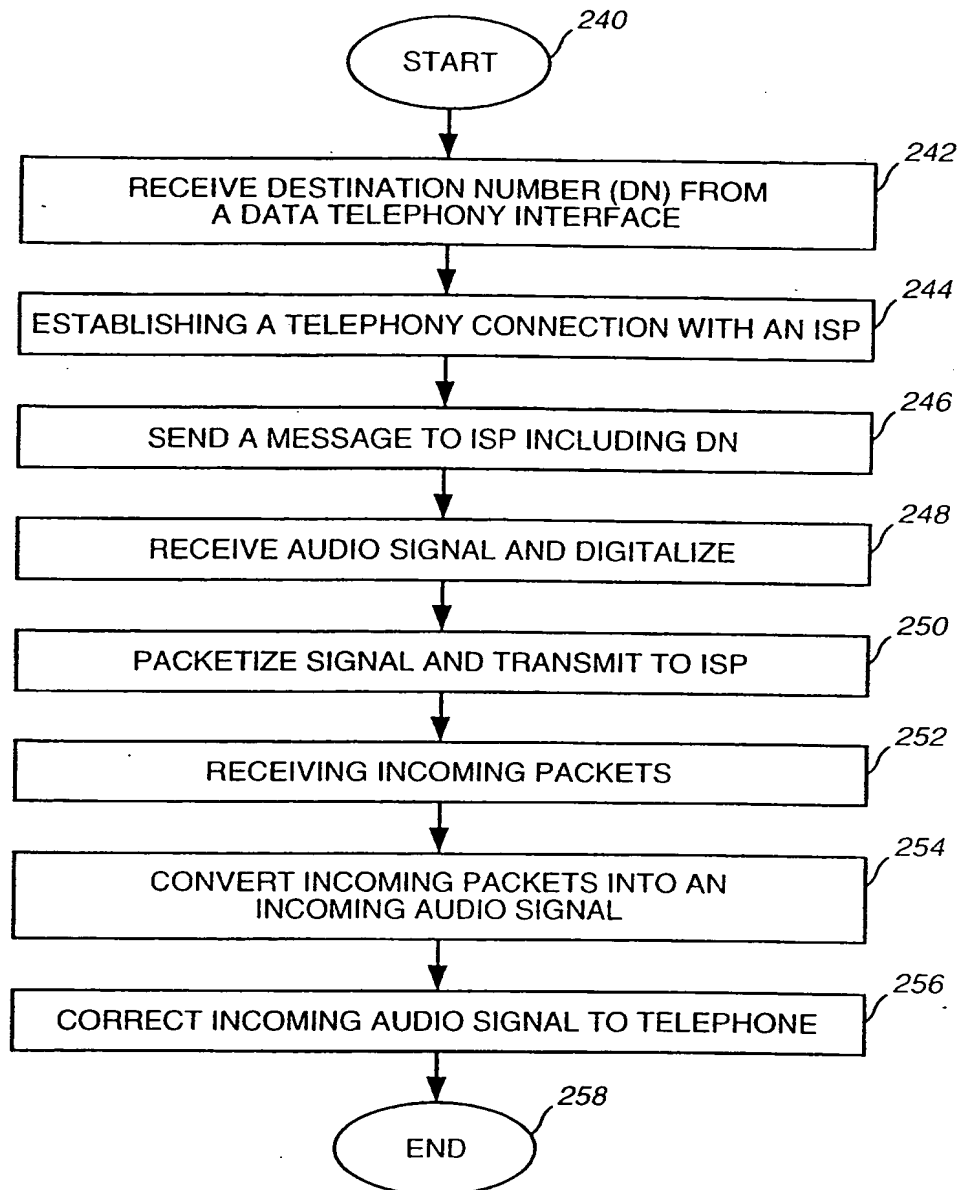 240
START
242
RECEIVE DESTINATION NUMBER (DN) FROM
A DATA TELEPHONY INTERFACE
244
ESTABLISHING A TELEPHONY CONNECTION WITH AN ISP
246
SEND A MESSAGE TO ISP INCLUDING DN
248
RECEIVE AUDIO SIGNAL AND DIGITALIZE
250
PACKETIZE SIGNAL AND TRANSMIT TO ISP
252
RECEIVING INCOMING PACKETS
254
CONVERT INCOMING PACKETS INTO AN
INCOMING AUDIO SIGNAL
256
CORRECT INCOMING AUDIO SIGNAL TO TELEPHONE
258
END